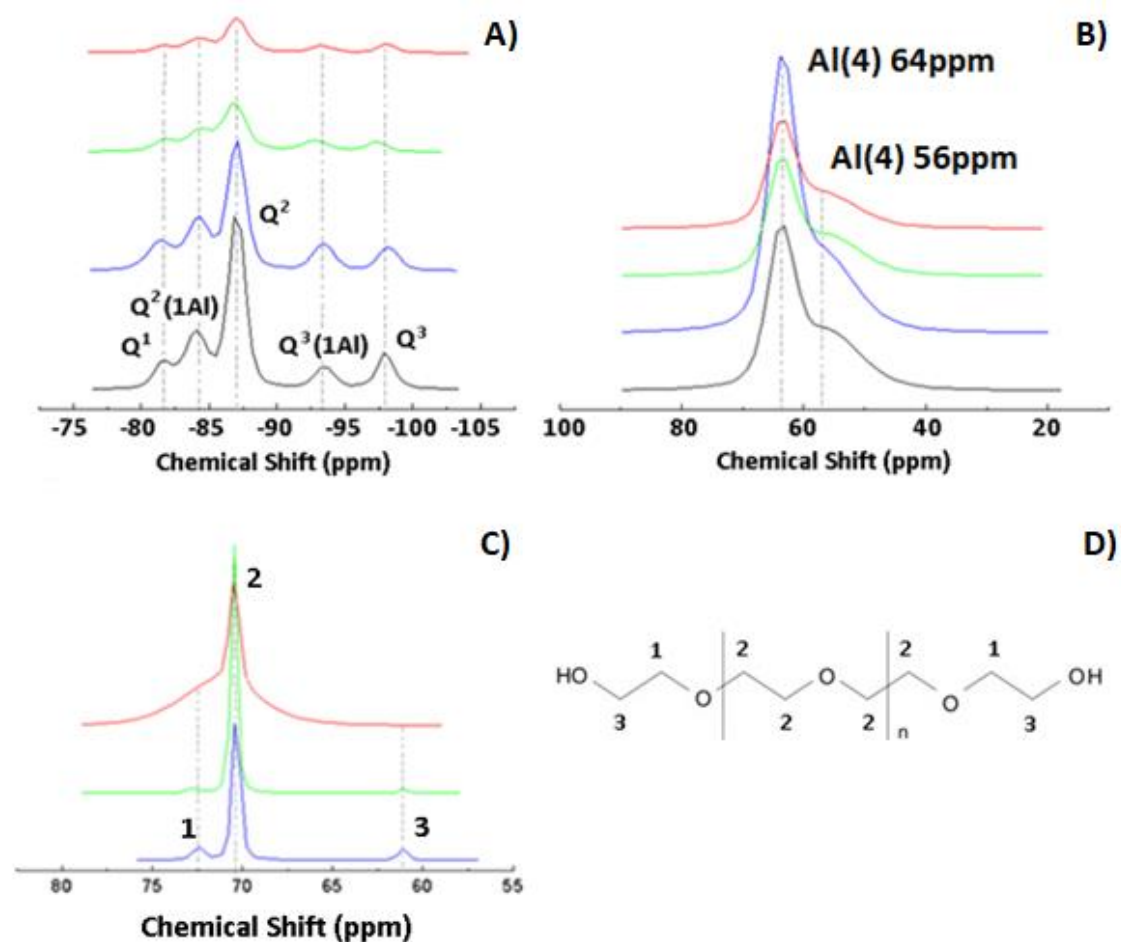 A)
Q²
Q² (1Al)
Q¹
Q³ (1Al)
Q³
-75 -80 -85 -90 -95 -100 -105
Chemical Shift (ppm)
B)
Al(4) 64ppm
Al(4) 56ppm
100 80 60 40 20
Chemical Shift (ppm)
C)
2
1
3
80 75 70 65 60 55
Chemical Shift (ppm)
D)
1 2 2 1
HO O O O OH
3 2 2 n 3